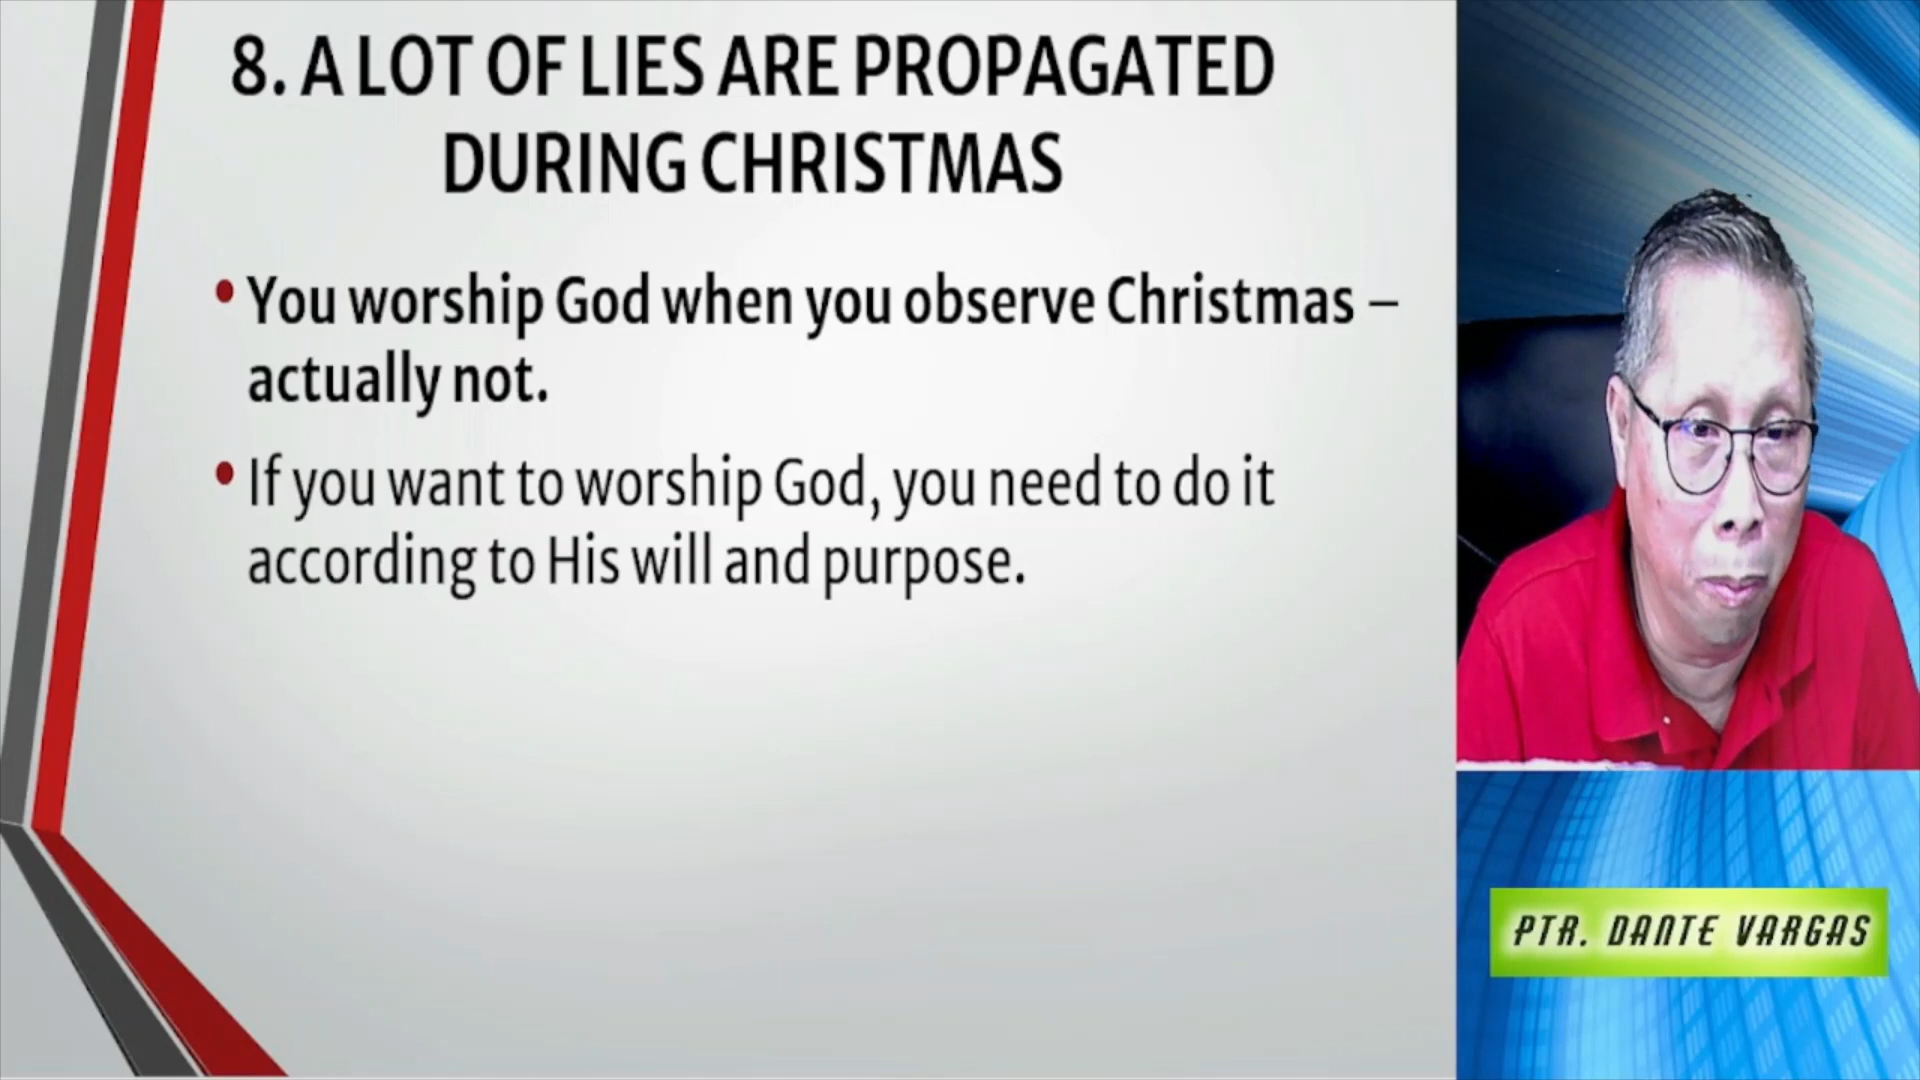 8. A LOT OF LIES ARE PROPAGATED
DURING CHRISTMAS
• You worship God when you observe Christmas –
actually not.
• If you want to worship God, you need to do it
according to His will and purpose.
PTR. DANTE VARGAS